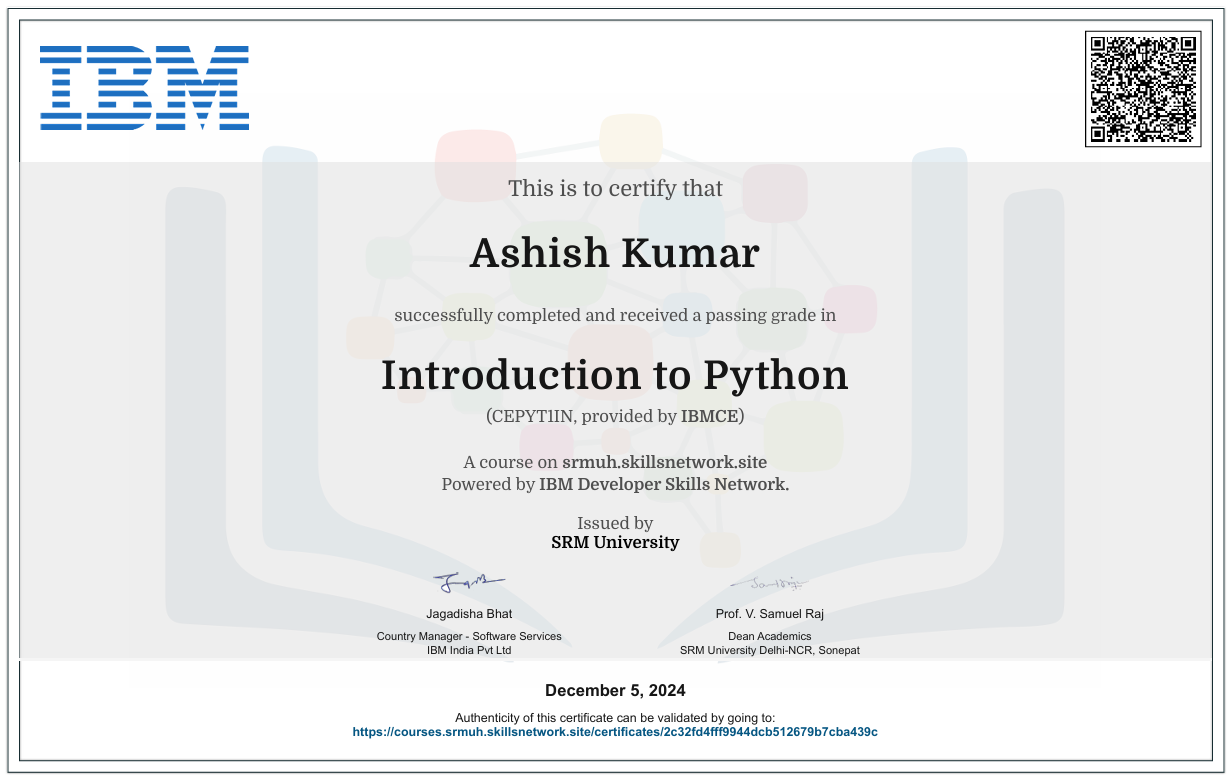 IBM
This is to certify that
Ashish Kumar
successfully completed and received a passing grade in
Introduction to Python
(CEPYT1IN, provided by IBMCE)
A course on srmuh.skillsnetwork.site
Powered by IBM Developer Skills Network.
Issued by
SRM University
Jagadisha Bhat
Country Manager - Software Services
IBM India Pvt Ltd
Prof. V. Samuel Raj
Dean Academics
SRM University Delhi-NCR, Sonepat
December 5, 2024
Authenticity of this certificate can be validated by going to:
https://courses.srmuh.skillsnetwork.site/certificates/2c32fd4fff9944dcb512679b7cba439c